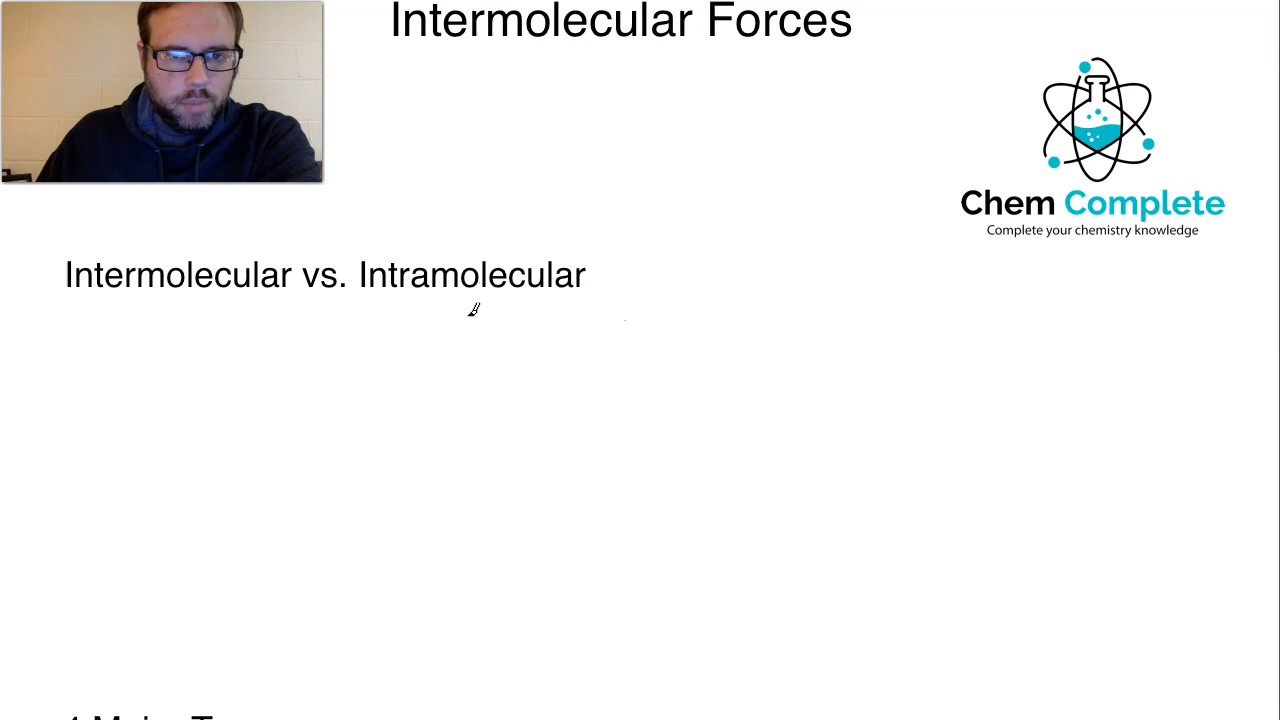 Intermolecular Forces
Chem Complete
Complete your chemistry knowledge
Intermolecular vs. Intramolecular